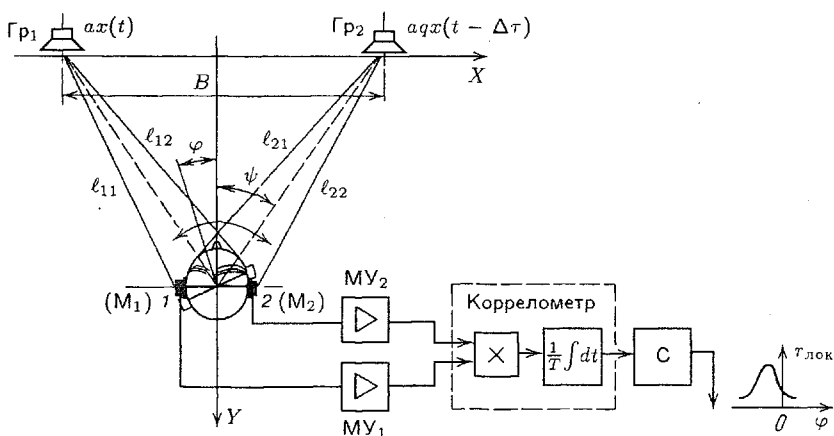 Гр₁ ax(t)
Гр₂ aqx(t − Δτ)
X
B
ℓ₁₂
φ
ℓ₂₁
ψ
ℓ₁₁
ℓ₂₂
(M₁) 1
2 (M₂)
МУ₂
Коррелометр
×
1/T ∫ dt
C
rлок
МУ₁
Y
0
φ